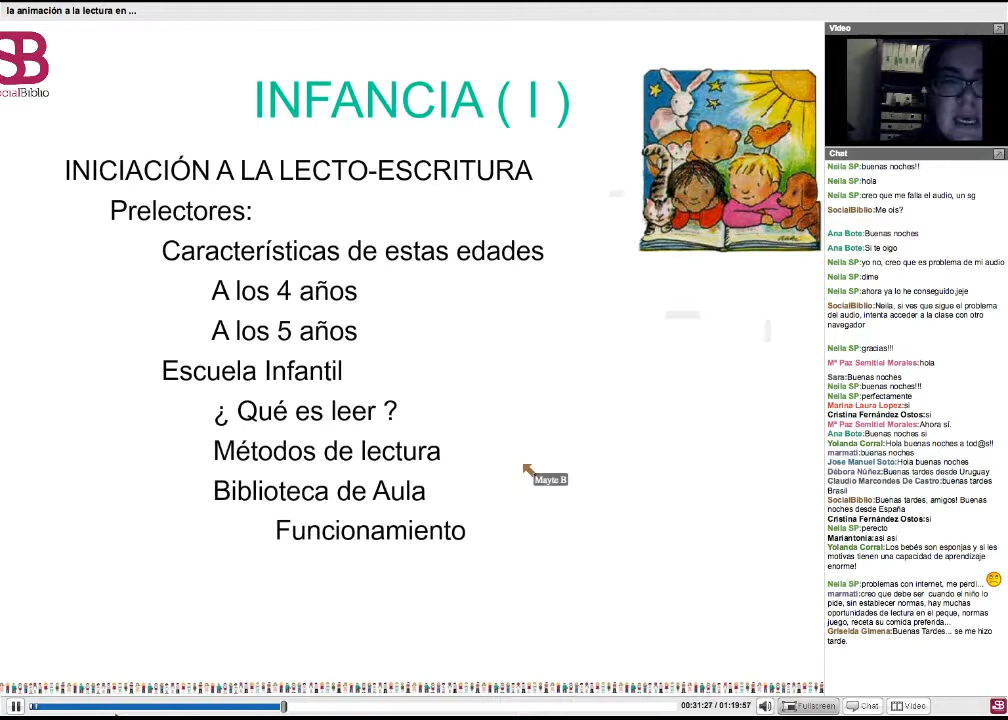 la animación a la lectura en ...
SB
SocialBiblio
INFANCIA ( I )
INICIACIÓN A LA LECTO-ESCRITURA
Prelectores:
Características de estas edades
A los 4 años
A los 5 años
Escuela Infantil
¿ Qué es leer ?
Métodos de lectura
Biblioteca de Aula
Funcionamiento
Mayte B
Video
Chat
Neila SP:buenas noches!!
Neila SP:hola
Neila SP:creo que me falla el audio, un sg
SocialBiblio:Me ois?
Ana Bote:Buenas noches
Ana Bote:Si te oigo
Neila SP:yo no, creo que es problema de mi audio
Neila SP:dime
Neila SP:ahora ya lo he conseguido,jeje
SocialBiblio:Neila, si ves que sigue el problema
del audio, intenta acceder a la clase con otro
navegador
Neila SP:gracias!!!
Mª Paz Semitiel Morales:hola
Sara:Buenas noches
Neila SP:buenas noches!!!
Neila SP:perfectamente
Marina Laura Lopez:si
Cristina Fernández Ostos:si
Mª Paz Semitiel Morales:Ahora sí.
Ana Bote:Buenas noches si
Yolanda Corral:Hola buenas noches a tod@s!!
marmati:buenas noches
Jose Manuel Soto:Hola buenas noches
Débora Núñez:Buenas tardes desde Uruguay
Claudio Marcondes De Castro:buenas tardes
Brasil
SocialBiblio:Buenas tardes, amigos! Buenas
noches desde España
Cristina Fernández Ostos:si
Neila SP:perecto
Mariantonia:asi asi
Yolanda Corral:Los bebés son esponjas y si les
motivas tienen una capacidad de aprendizaje
enorme!
Neila SP:problemas con internet, me perdi...
marmati:creo que debe ser cuando el niño lo
pide, sin establecer normas, hay muchas
oportunidades de lectura en el peque, normas
juego, receta su comida preferida...
Griselda Gimena:Buenas Tardes... se me hizo
tarde.
00:31:27 / 01:19:57
Fullscreen
Chat
Video
SB